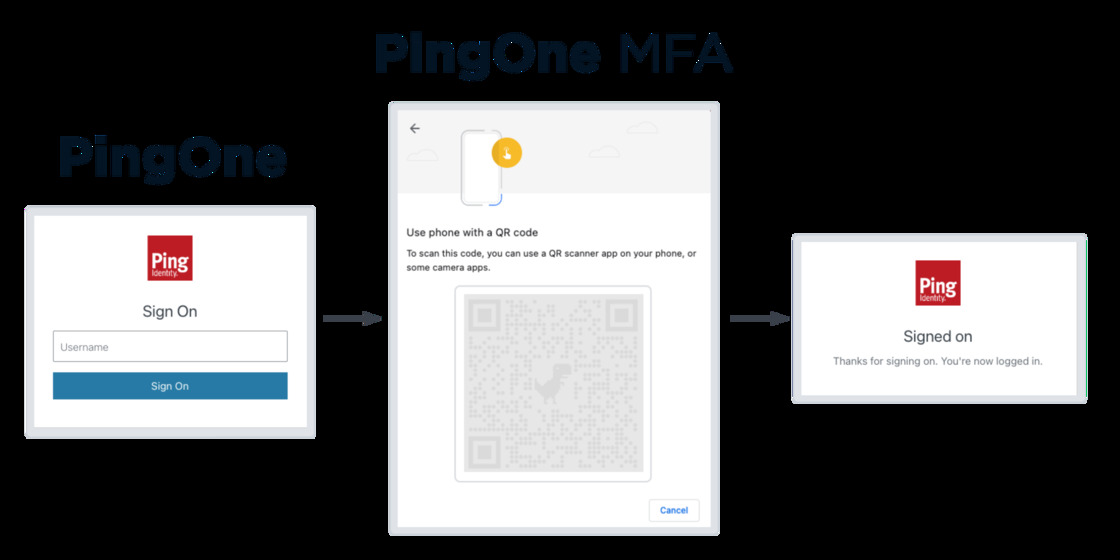 PingOne MFA
PingOne
Ping
Identity.
Sign On
Username
Sign On
Use phone with a QR code
To scan this code, you can use a QR scanner app on your phone, or
some camera apps.
Cancel
Ping
Identity.
Signed on
Thanks for signing on. You're now logged in.